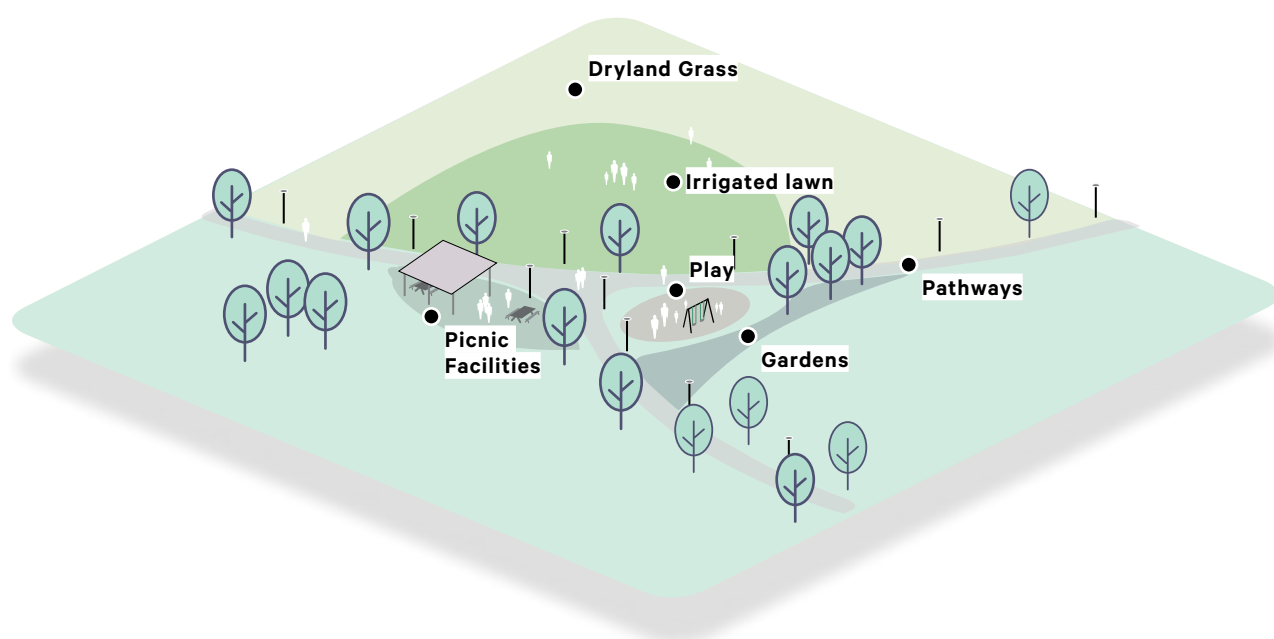 Dryland Grass
Irrigated lawn
Play
Pathways
Picnic
Facilities
Gardens